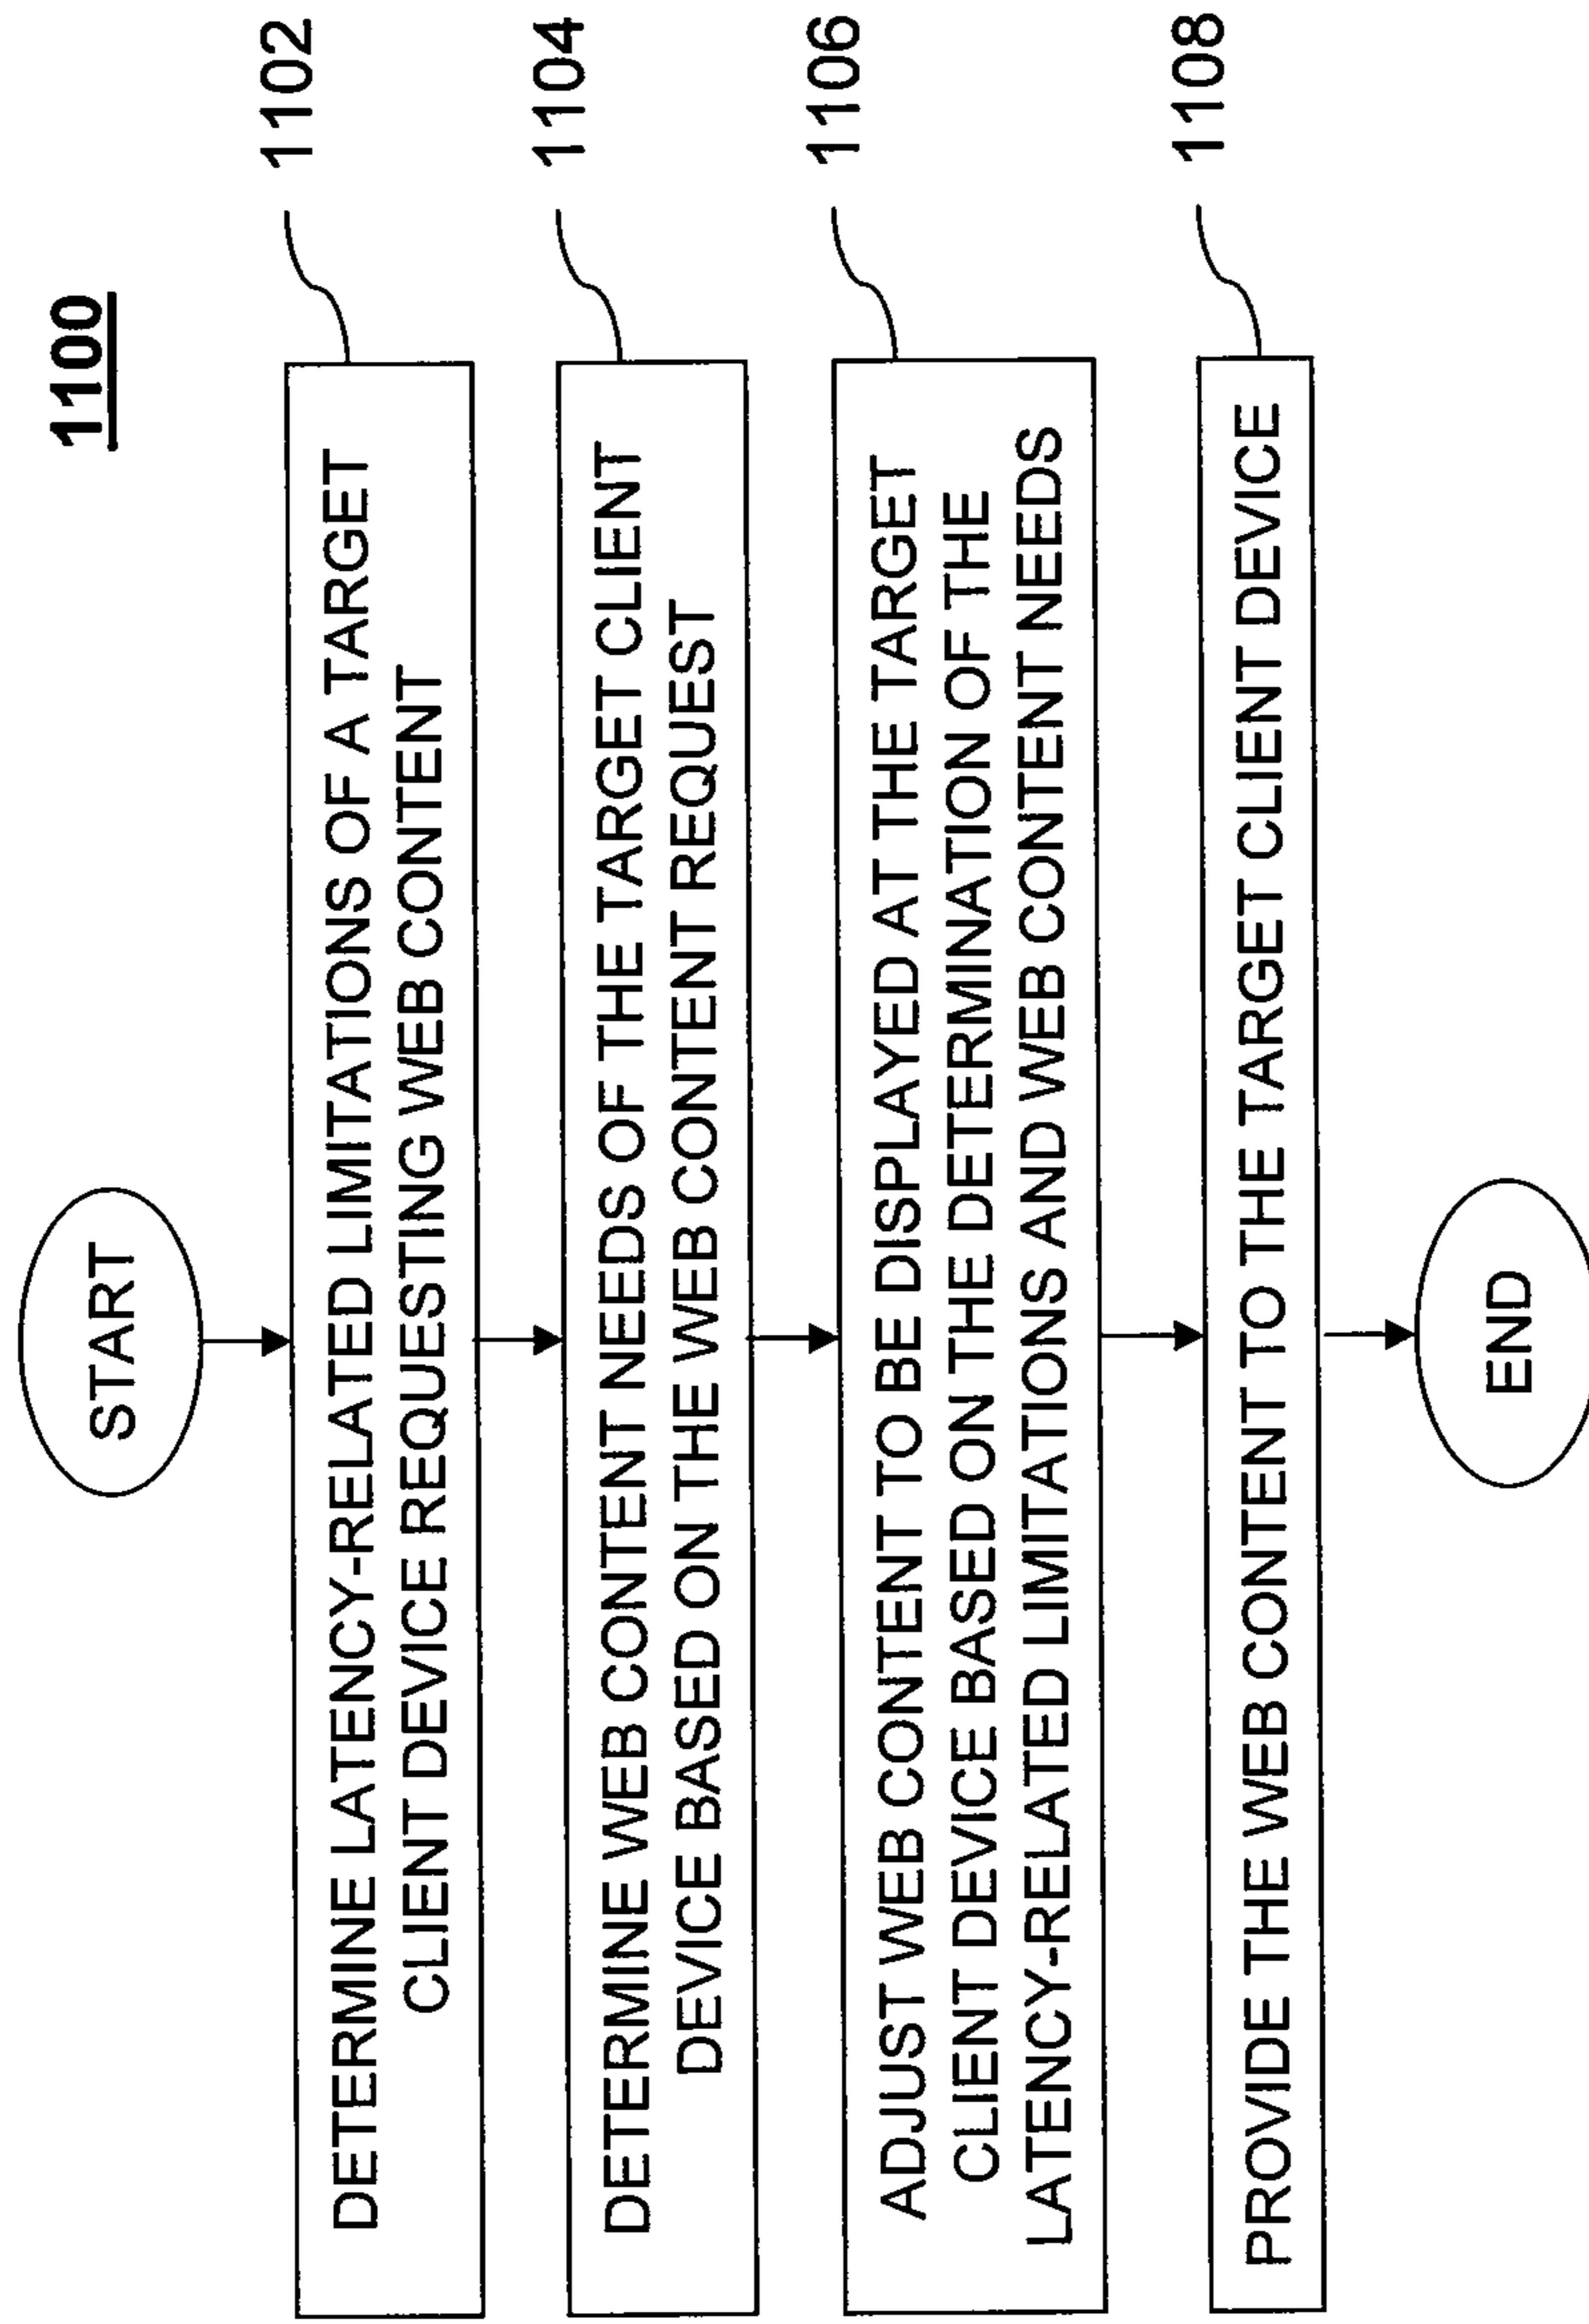 1100
START
DETERMINE LATENCY-RELATED LIMITATIONS OF A TARGET
CLIENT DEVICE REQUESTING WEB CONTENT
1102
DETERMINE WEB CONTENT NEEDS OF THE TARGET CLIENT
DEVICE BASED ON THE WEB CONTENT REQUEST
1104
ADJUST WEB CONTENT TO BE DISPLAYED AT THE TARGET
CLIENT DEVICE BASED ON THE DETERMINATION OF THE
LATENCY-RELATED LIMITATIONS AND WEB CONTENT NEEDS
1106
PROVIDE THE WEB CONTENT TO THE TARGET CLIENT DEVICE
1108
END